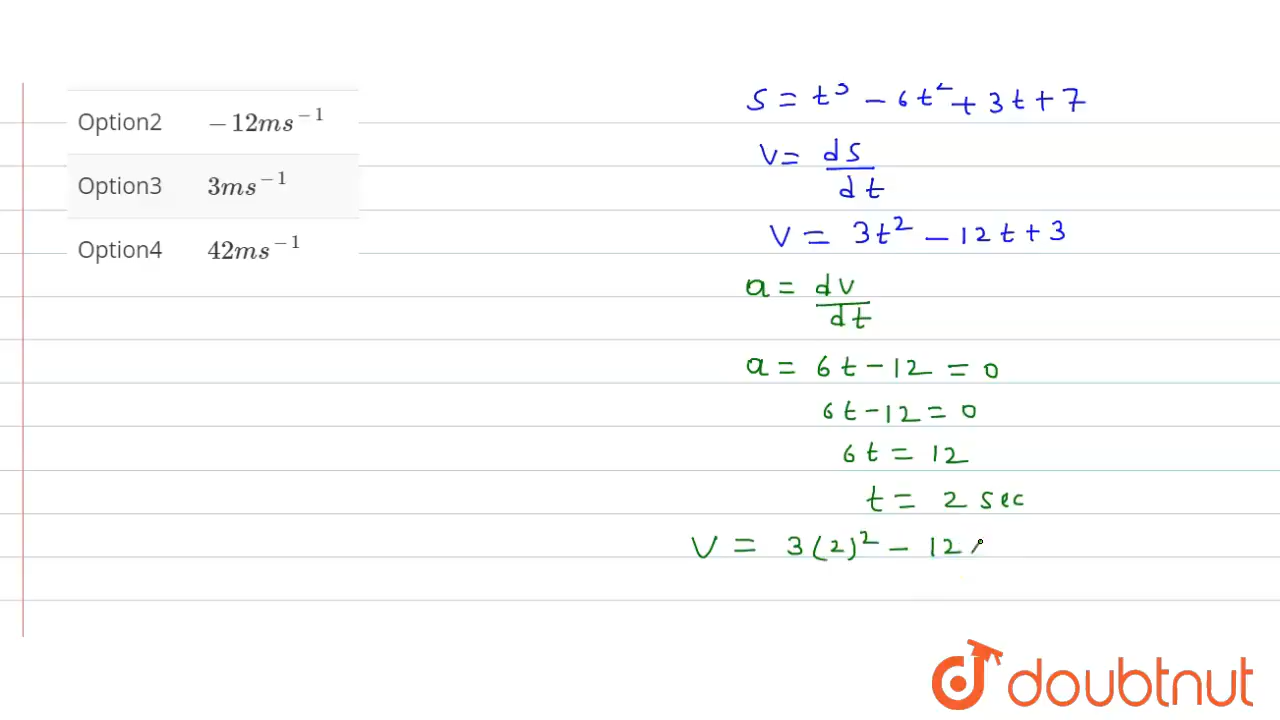 Option2 −12ms⁻¹
Option3 3ms⁻¹
Option4 42ms⁻¹
S = t³ − 6t² + 3t + 7
V = dS/dt
V = 3t² − 12t + 3
a = dV/dt
a = 6t − 12 = 0
6t − 12 = 0
6t = 12
t = 2 sec
V = 3(2)² − 12
doubtnut